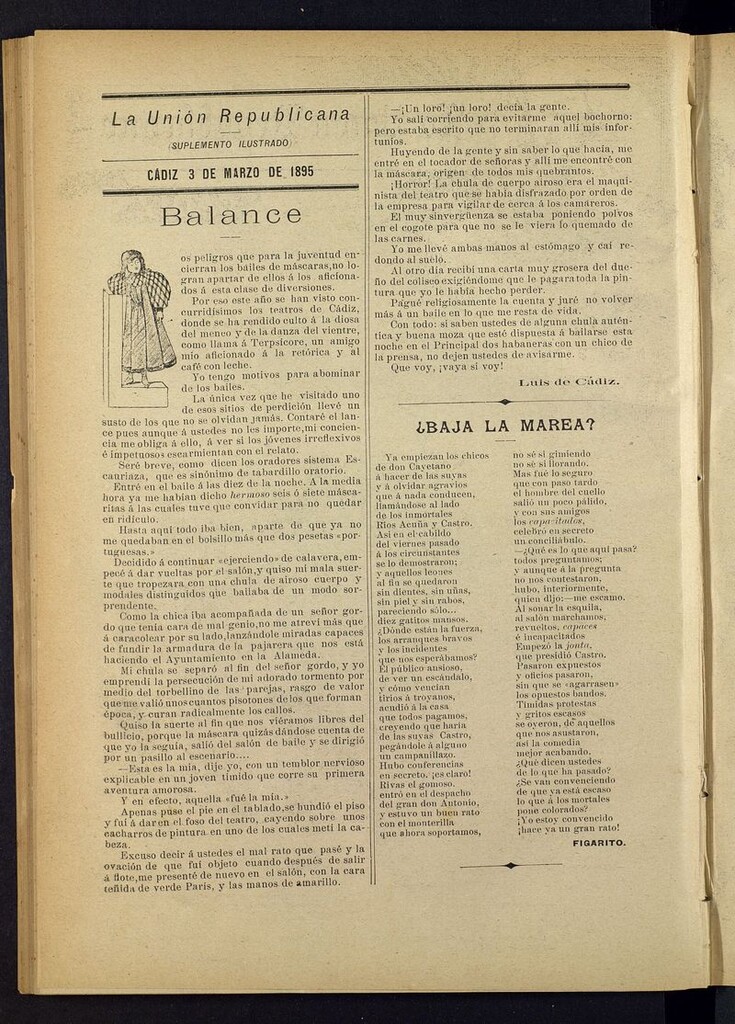 La Unión Republicana
(SUPLEMENTO ILUSTRADO)
CÁDIZ 3 DE MARZO DE 1895
Balance
os peligros que para la juventud en-
cierran los bailes de máscaras, no lo-
gran apartar de ellos á los aficiona-
dos á esta clase de diversiones.
Por eso este año se han visto con-
curridísimos los teatros de Cádiz,
donde se ha rendido culto á la diosa
del meneo y de la danza del vientre,
como llama á Terpsícore, un amigo
mio aficionado á la retórica y al
café con leche.
Yo tengo motivos para abominar
de los bailes.
La única vez que he visitado uno
de esos sitios de perdición llevé un
susto de los que no se olvidan jamás. Contaré el lan-
ce pues aunque á ustedes no les importe, mi concien-
cia me obliga á ello, á ver si los jóvenes irreflexivos
é impetuosos escarmientan con el relato.
Seré breve, como dicen los oradores sistema Es-
cauriaza, que es sinónimo de tabardillo oratorio.
Entré en el baile á las diez de la noche. A la media
hora ya me habían dicho hermoso seis ó siete másca-
ritas á las cuales tuve que convidar para no quedar
en ridículo.
Hasta aquí todo iba bien, aparte de que ya no
me quedaban en el bolsillo más que dos pesetas «por-
tuguesas.»
Decidido á continuar «ejerciendo» de calavera, em-
pecé á dar vueltas por el salón, y quiso mi mala suer-
te que tropezara con una chula de airoso cuerpo y
modales distinguidos que bailaba de un modo sor-
prendente.
Como la chica iba acompañada de un señor gor-
do que tenía cara de mal genio, no me atreví más que
á caracolear por su lado, lanzándole miradas capaces
de fundir la armadura de la pajarera que nos está
haciendo el Ayuntamiento en la Alameda.
Mi chula se separó al fin del señor gordo, y yo
emprendí la persecución de mi adorado tormento por
medio del torbellino de las parejas, rasgo de valor
que me valió unos cuantos pisotones de los que forman
época, y curan radicalmente los callos.
Quiso la suerte al fin que nos viéramos libres del
bullicio, porque la máscara quizás dándose cuenta de
que yo la seguía, salió del salón de baile y se dirigió
por un pasillo al escenario....
—Esta es la mía, dije yo, con un temblor nervioso
explicable en un joven tímido que corre su primera
aventura amorosa.
Y en efecto, aquella «fué la mía.»
Apenas puse el pie en el tablado, se hundió el piso
y fuí á dar en el foso del teatro, cayendo sobre unos
cacharros de pintura en uno de los cuales metí la ca-
beza.
Excuso decir á ustedes el mal rato que pasé y la
ovación de que fuí objeto cuando después de salir
á flote, me presenté de nuevo en el salón, con la cara
teñida de verde París, y las manos de amarillo.
—¡Un loro! ¡un loro! decía la gente.
Yo salí corriendo para evitarme aquel bochorno:
pero estaba escrito que no terminaran allí mis infor-
tunios.
Huyendo de la gente y sin saber lo que hacía, me
entré en el tocador de señoras y allí me encontré con
la máscara, origen de todos mis quebrantos.
¡Horror! La chula de cuerpo airoso era el maqui-
nista del teatro que se había disfrazado por orden de
la empresa para vigilar de cerca á los camareros.
El muy sinvergüenza se estaba poniendo polvos
en el cogote para que no se le viera lo quemado de
las carnes.
Yo me llevé ambas manos al estómago y caí re-
dondo al suelo.
Al otro día recibí una carta muy grosera del due-
ño del coliseo exigiéndome que le pagara toda la pin-
tura que yo le había hecho perder.
Pagué religiosamente la cuenta y juré no volver
más á un baile en lo que me resta de vida.
Con todo: si saben ustedes de alguna chula autén-
tica y buena moza que esté dispuesta á bailarse esta
noche en el Principal dos habaneras con un chico de
la prensa, no dejen ustedes de avisarme.
Que voy, ¡vaya si voy!
Luis de Cádiz.
¿BAJA LA MAREA?
Ya empiezan los chicos
de don Cayetano
á hacer de las suyas
y á olvidar agravios
que á nada conducen,
llamándose al lado
de los inmortales
Rios Acuña y Castro.
Así en el cabildo
del viernes pasado
á los circunstantes
se lo demostraron;
y aquellos leones
al fin se quedaron
sin dientes, sin uñas,
sin piel y sin rabos,
pareciendo sólo...
diez gatitos mansos.
¿Dónde están la fuerza,
los arranques bravos
y los incidentes
que nos esperábamos?
El público ansioso,
de ver un escándalo,
y cómo vencían
tirios á troyanos,
acudió á la casa
que todos pagamos,
creyendo que haría
de las suyas Castro,
pegándole á alguno
un campanillazo.
Hubo conferencias
en secreto, ¡es claro!
Rivas el gomoso,
entró en el despacho
del gran don Antonio,
y estuvo un buen rato
con el monterilla
que ahora soportamos,
no sé si gimiendo
no sé si llorando.
Mas fué lo seguro
que con paso tardo
el hombre del cuello
salió un poco pálido,
y con sus amigos
los capacitados,
celebró en secreto
un conciliábulo.
—¿Qué es lo que aquí pasa?
todos preguntamos;
y aunque á la pregunta
no nos contestaron,
hubo, interiormente,
quien dijo:—me escamo.
Al sonar la esquila,
al salón marchamos;
revueltos, capaces
é incapacitados
Empezó la jonta,
que presidió Castro.
Pasaron expuestos
y oficios pasaron,
sin que se «agarrasen»
los opuestos bandos.
Tímidas protestas
y gritos escasos
se oyeron, de aquellos
que nos asustaron,
así la comedia
mejor acabando.
¿Qué dicen ustedes
de lo que ha pasado?
¿Se van convenciendo
de que ya está escaso
lo que á los mortales
pone colorados?
¡Yo estoy convencido
¡hace ya un gran rato!
FIGARITO.